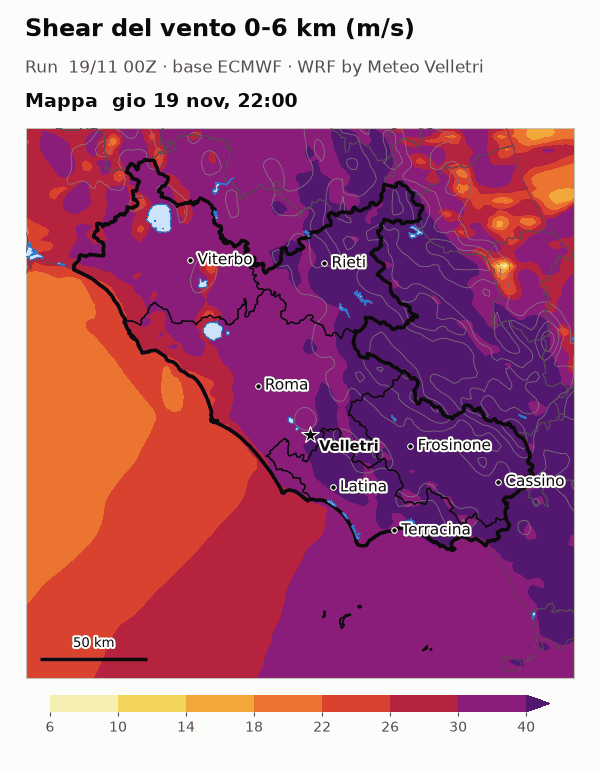 Shear del vento 0-6 km (m/s)
Run  19/11 00Z · base ECMWF · WRF by Meteo Velletri
Mappa  gio 19 nov, 22:00
Viterbo
Rieti
Roma
Velletri
Frosinone
Cassino
Latina
Terracina
50 km
6 10 14 18 22 26 30 40